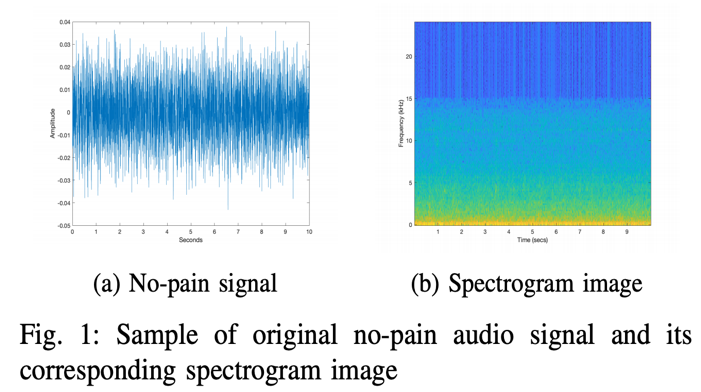 0.04
0.03
0.02
0.01
0
-0.01
-0.02
-0.03
-0.04
-0.05
Amplitude
0 1 2 3 4 5 6 7 8 9 10
Seconds
20
15
10
5
0
Frequency (kHz)
1 2 3 4 5 6 7 8 9
Time (secs)
(a) No-pain signal
(b) Spectrogram image
Fig. 1: Sample of original no-pain audio signal and its
corresponding spectrogram image